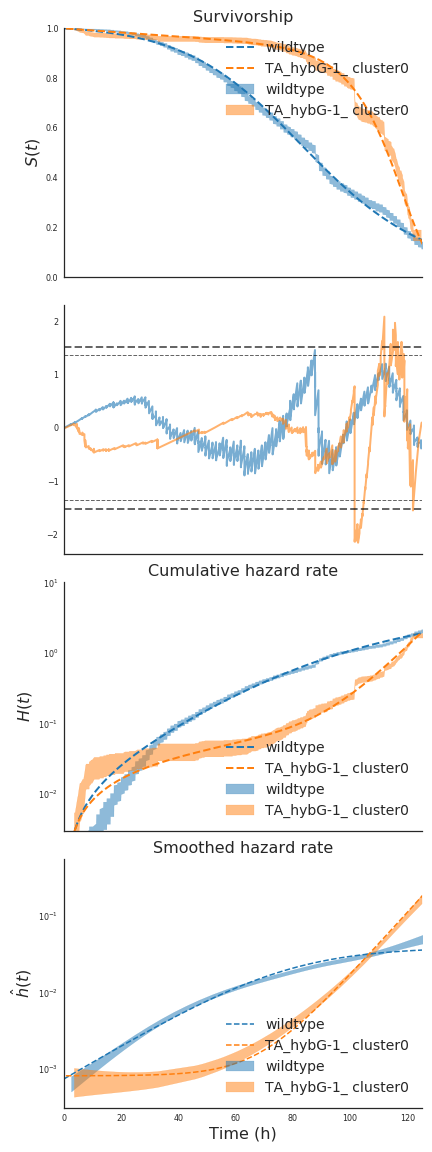 Survivorship
1.0
0.8
0.6
0.4
0.2
0.0
S(t)
wildtype
TA_hybG-1_ cluster0
wildtype
TA_hybG-1_ cluster0
2
1
0
−1
−2
Cumulative hazard rate
10¹
10⁰
10⁻¹
10⁻²
H(t)
wildtype
TA_hybG-1_ cluster0
wildtype
TA_hybG-1_ cluster0
Smoothed hazard rate
10⁻¹
10⁻²
10⁻³
ĥ(t)
wildtype
TA_hybG-1_ cluster0
wildtype
TA_hybG-1_ cluster0
0 20 40 60 80 100 120
Time (h)